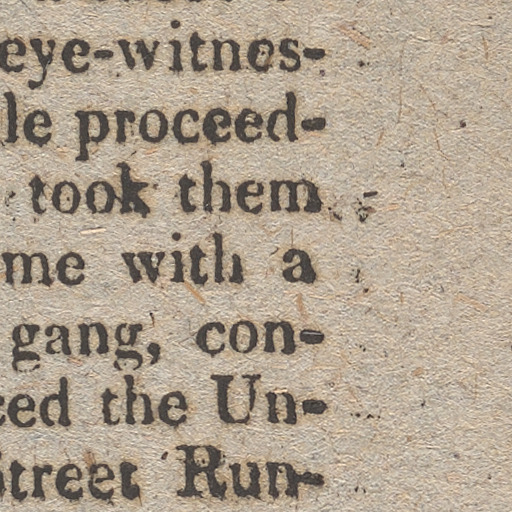 eye-witnes-
le proceed-
took them
me with a
gang, con-
ced the Un-
treet Run-